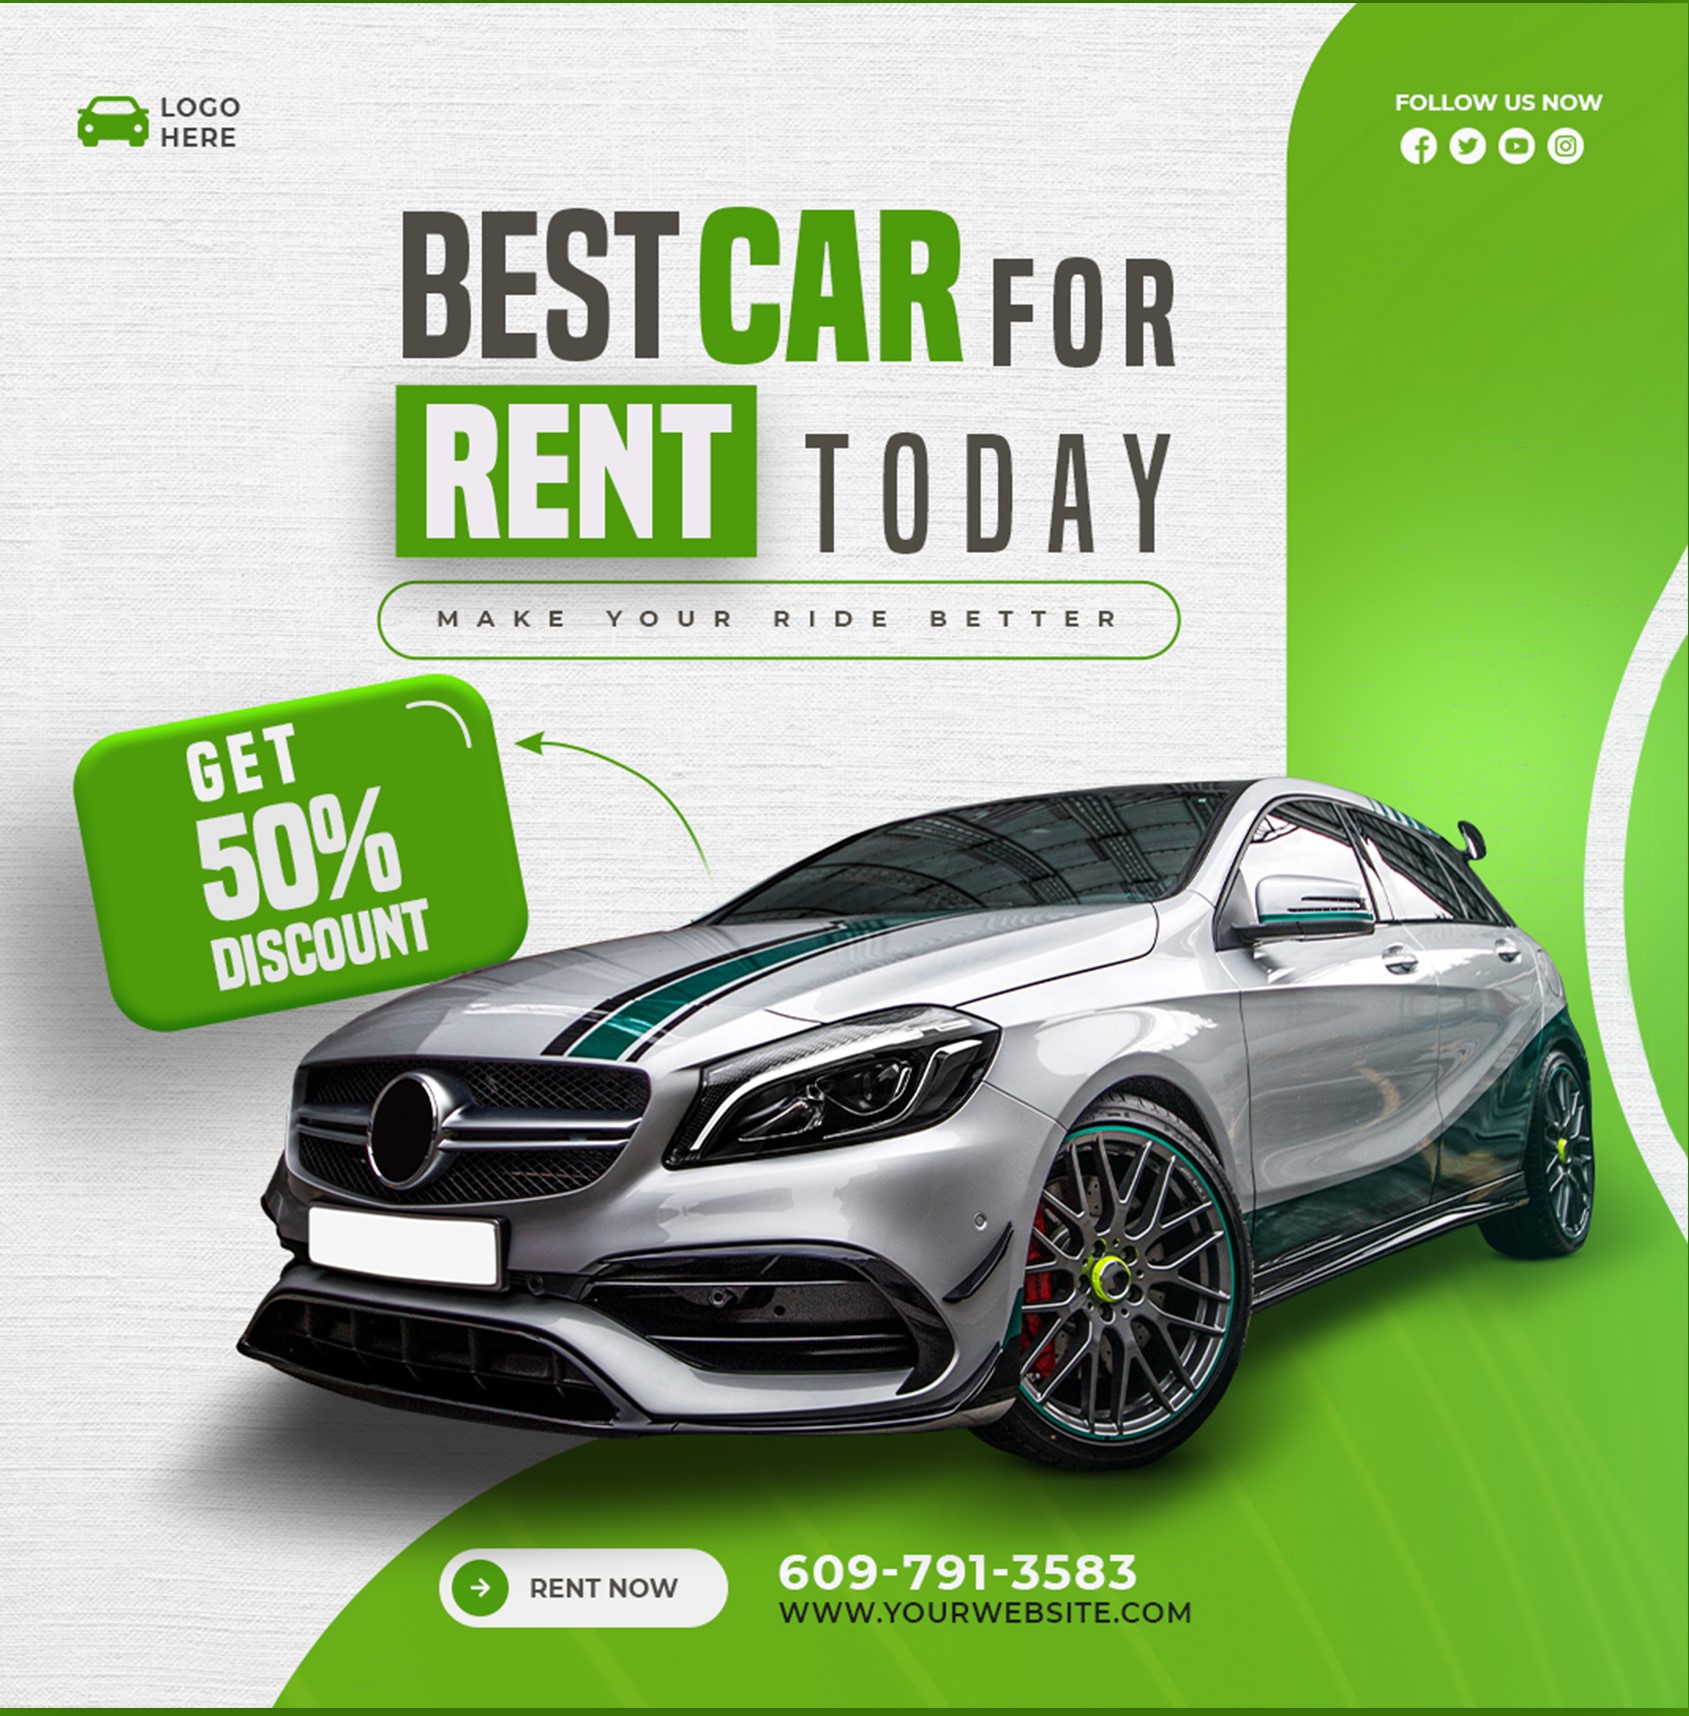 LOGO
HERE
FOLLOW US NOW
BEST CAR FOR
RENT TODAY
MAKE YOUR RIDE BETTER
GET
50%
DISCOUNT
RENT NOW
609-791-3583
WWW.YOURWEBSITE.COM